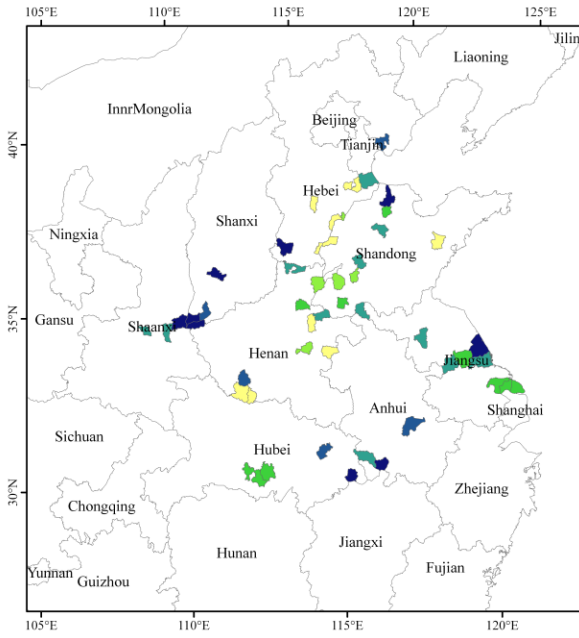 105°E 110°E 115°E 120°E 125°E
Jilin
Liaoning
InnrMongolia
Beijing
40°N
Tianjin
Hebei
Shanxi
Ningxia
Shandong
35°N
Gansu
Shaanxi
Henan
Jiangsu
Anhui
Shanghai
Sichuan
Hubei
30°N
Zhejiang
Chongqing
Hunan
Jiangxi
Yunnan
Guizhou
Fujian
105°E 110°E 115°E 120°E